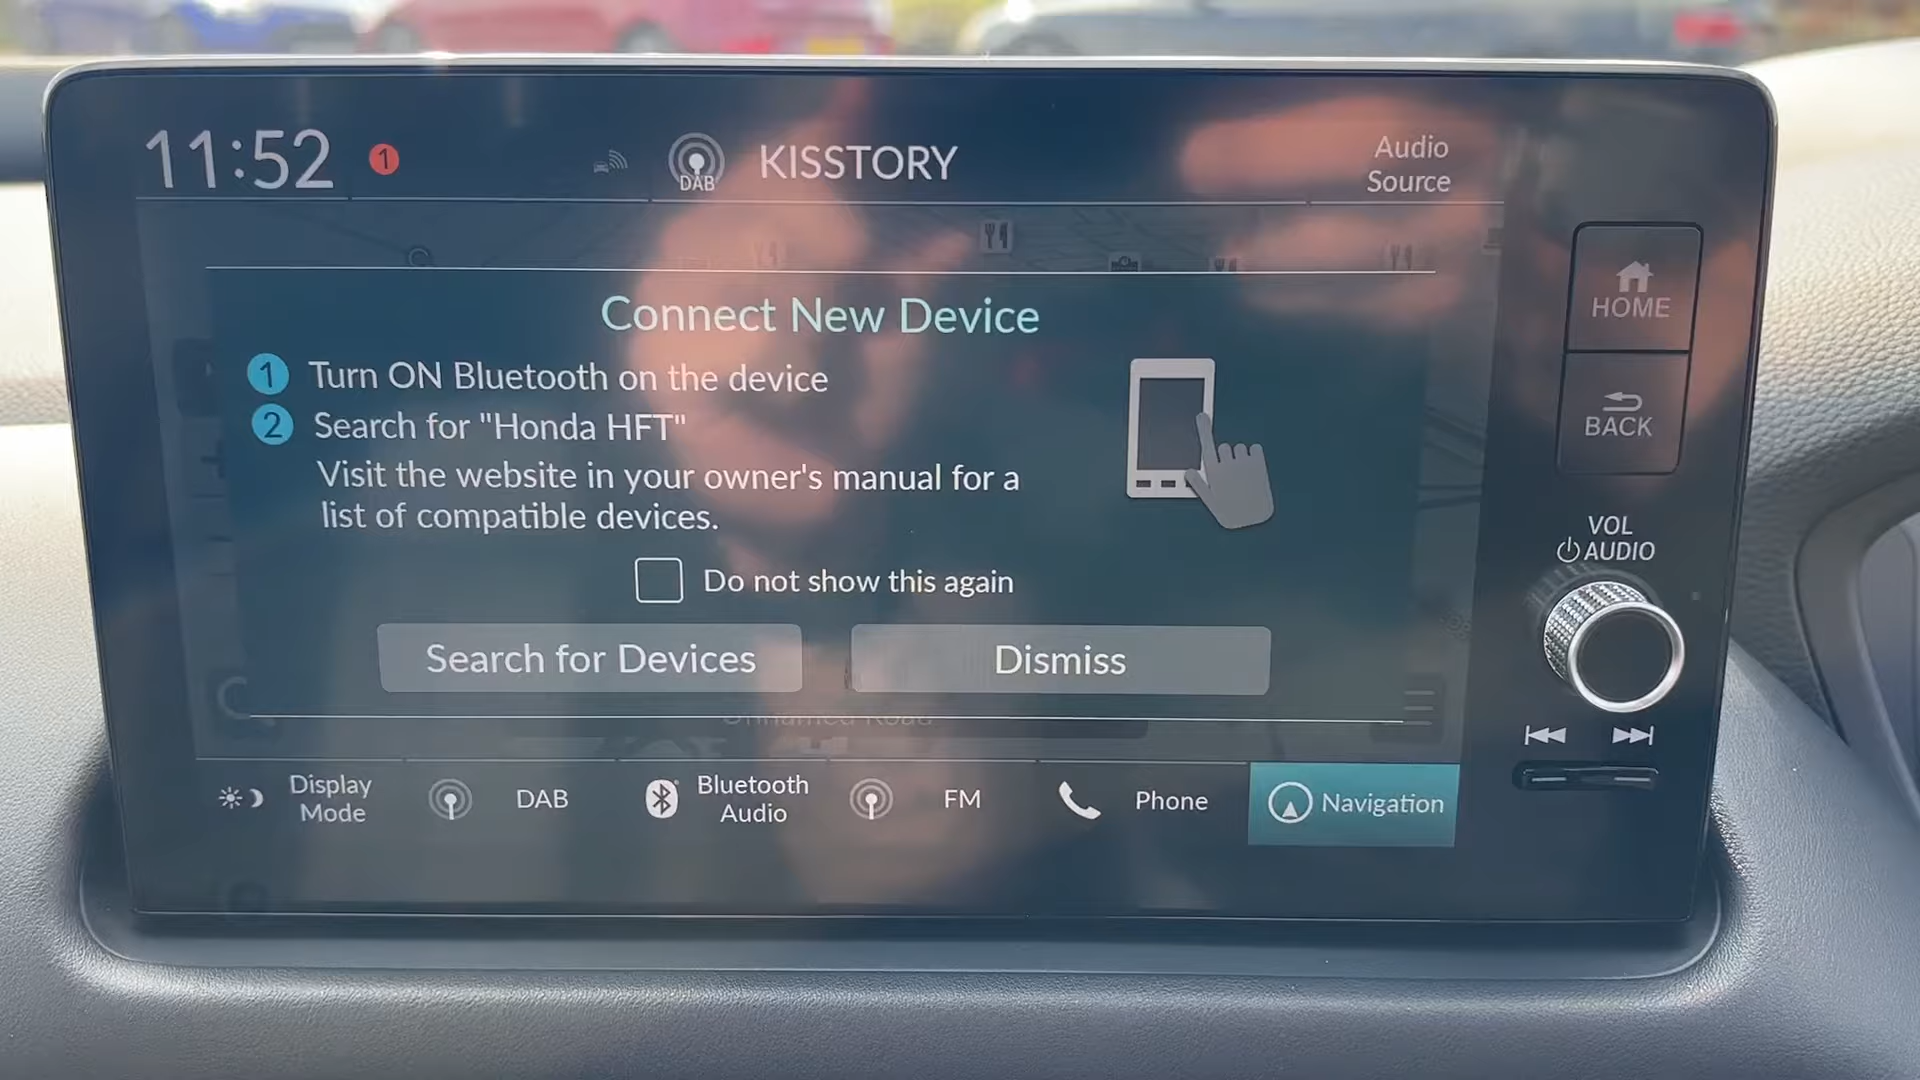 11:52
1
DAB
KISSTORY
Audio
Source
Connect New Device
1 Turn ON Bluetooth on the device
2 Search for "Honda HFT"
Visit the website in your owner's manual for a
list of compatible devices.
Do not show this again
Search for Devices
Dismiss
Unnamed Road
Display
Mode
DAB
Bluetooth
Audio
FM
Phone
Navigation
HOME
BACK
VOL
AUDIO